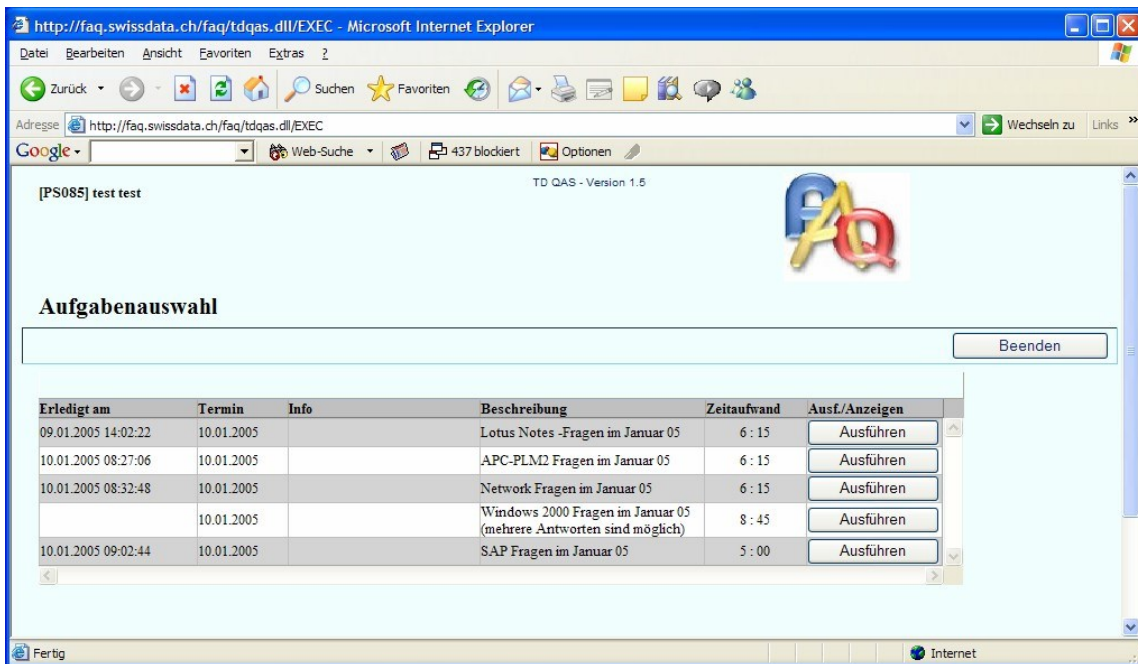 http://faq.swissdata.ch/faq/tdqas.dll/EXEC - Microsoft Internet Explorer
Datei Bearbeiten Ansicht Favoriten Extras ?
Zurück Suchen Favoriten
Adresse http://faq.swissdata.ch/faq/tdqas.dll/EXEC Wechseln zu Links »
Google Web-Suche 437 blockiert Optionen
TD QAS - Version 1.5
[PS085] test test
FAQ
Aufgabenauswahl
Beenden
Erledigt am Termin Info Beschreibung Zeitaufwand Ausf./Anzeigen
09.01.2005 14:02:22 10.01.2005 Lotus Notes -Fragen im Januar 05 6 : 15 Ausführen
10.01.2005 08:27:06 10.01.2005 APC-PLM2 Fragen im Januar 05 6 : 15 Ausführen
10.01.2005 08:32:48 10.01.2005 Network Fragen im Januar 05 6 : 15 Ausführen
10.01.2005 Windows 2000 Fragen im Januar 05 8 : 45 Ausführen
(mehrere Antworten sind möglich)
10.01.2005 09:02:44 10.01.2005 SAP Fragen im Januar 05 5 : 00 Ausführen
Fertig Internet